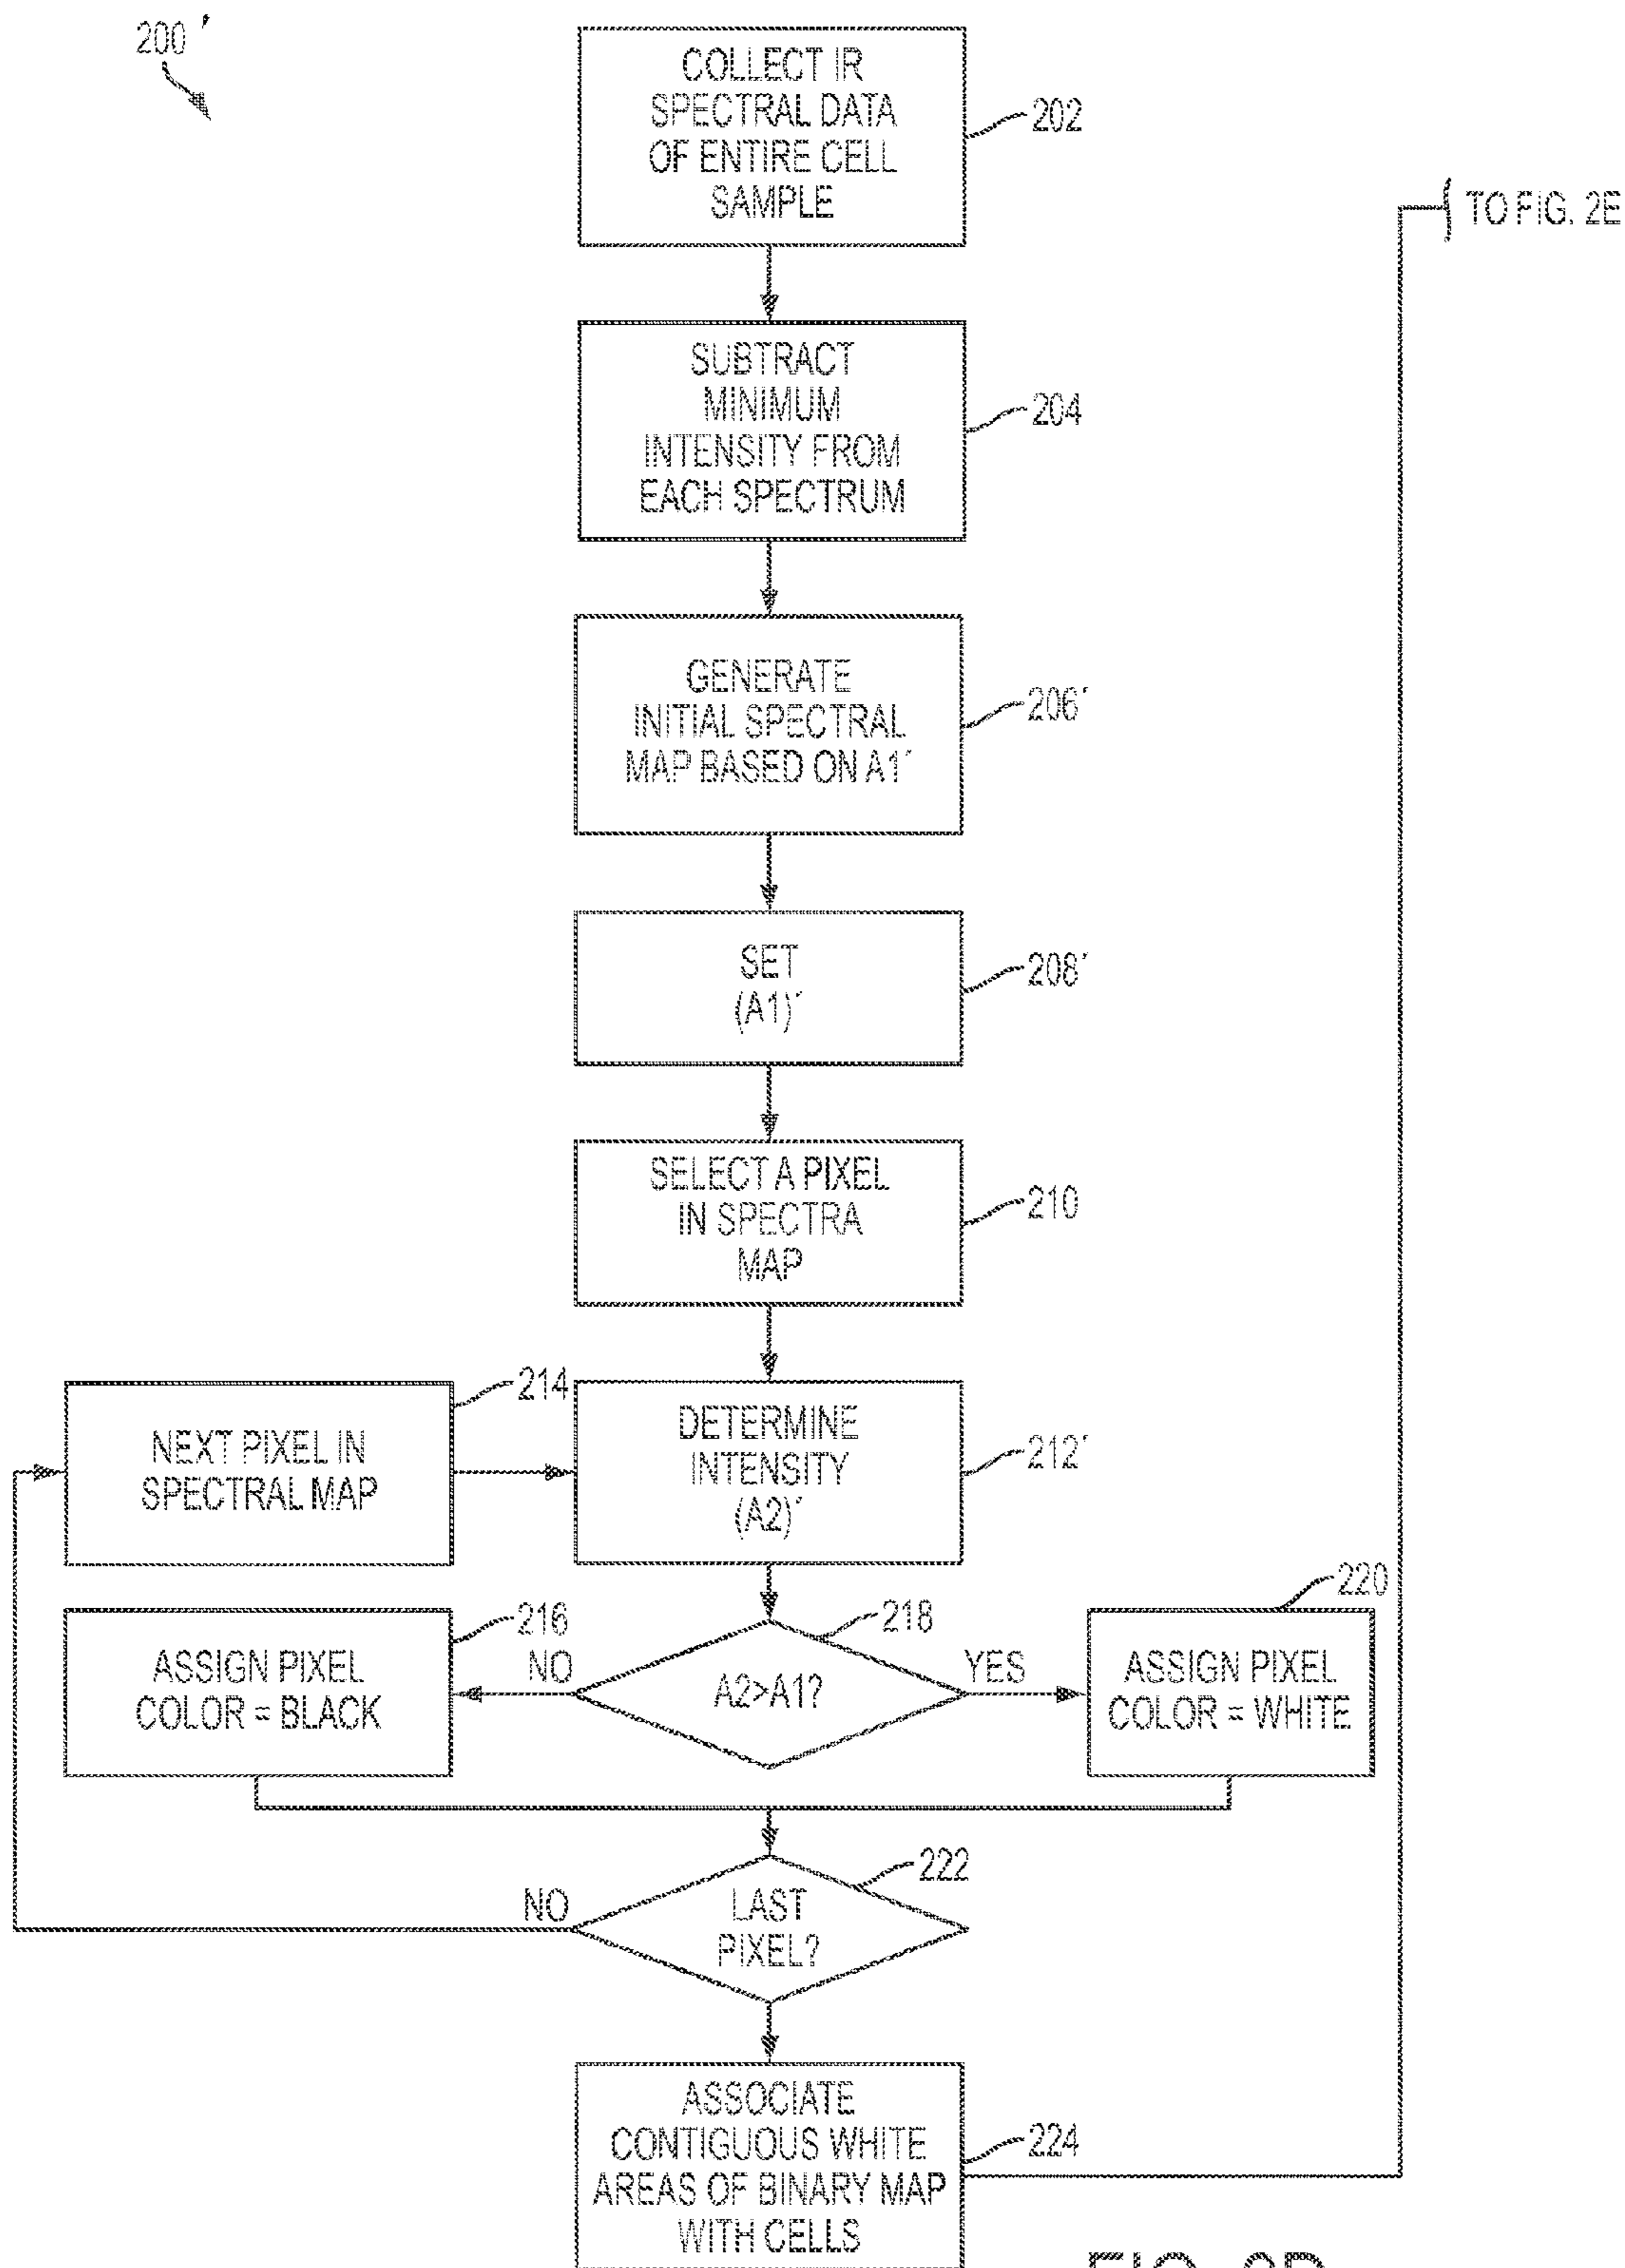 200 ′
COLLECT IR
SPECTRAL DATA
OF ENTIRE CELL
SAMPLE
202
TO FIG. 2E
SUBTRACT
MINIMUM
INTENSITY FROM
EACH SPECTRUM
204
GENERATE
INITIAL SPECTRAL
MAP BASED ON A1′
206′
SET
(A1)′
208′
SELECT A PIXEL
IN SPECTRA
MAP
210
214
NEXT PIXEL IN
SPECTRAL MAP
DETERMINE
INTENSITY
(A2)′
212′
216
ASSIGN PIXEL
COLOR = BLACK
NO
218
A2>A1?
YES
220
ASSIGN PIXEL
COLOR = WHITE
222
NO
LAST
PIXEL?
ASSOCIATE
CONTIGUOUS WHITE
AREAS OF BINARY MAP
WITH CELLS
224